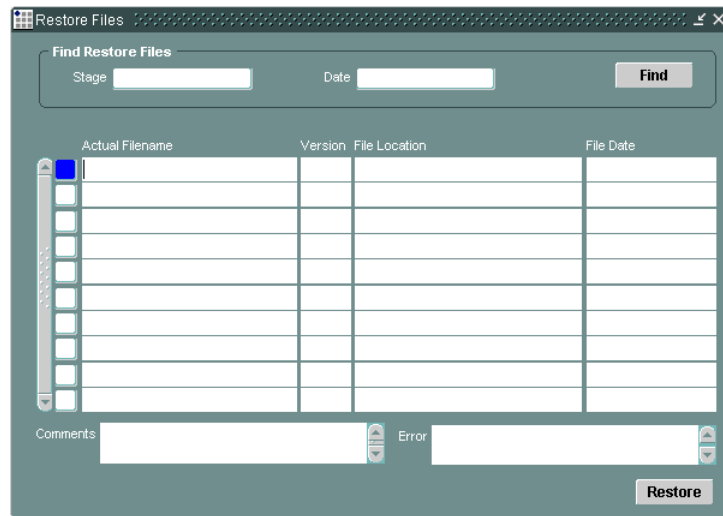 Restore Files
Find Restore Files
Stage Date Find
Actual Filename Version File Location File Date
Comments Error
Restore